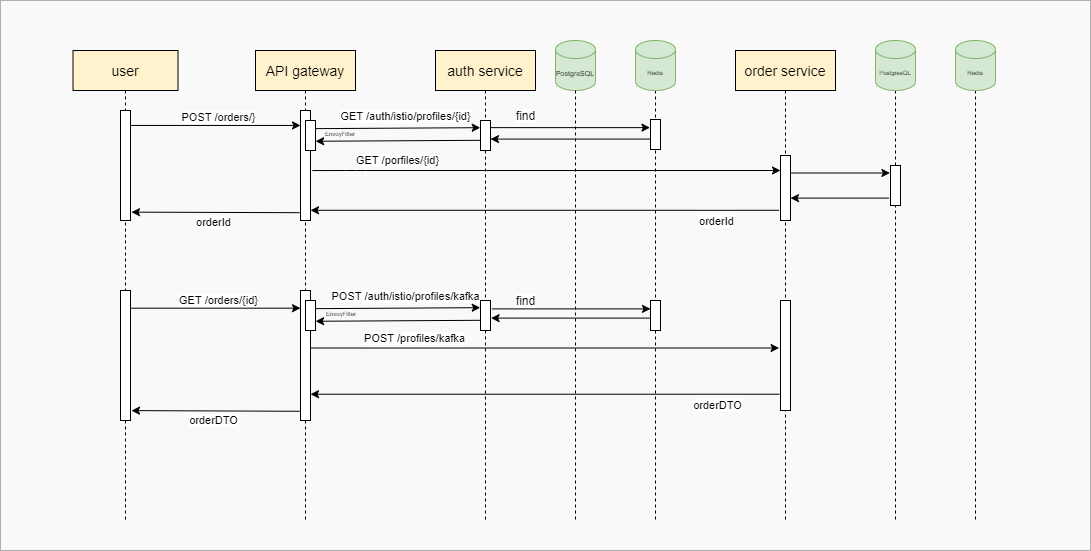 user
API gateway
auth service
PostgreSQL
Redis
order service
PostgresQL
Redis
POST /orders/}
GET /auth/istio/profiles/{id}
find
EnvoyFilter
GET /porfiles/{id}
orderId
orderId
GET /orders/{id}
POST /auth/istio/profiles/kafka
find
EnvoyFilter
POST /profiles/kafka
orderDTO
orderDTO